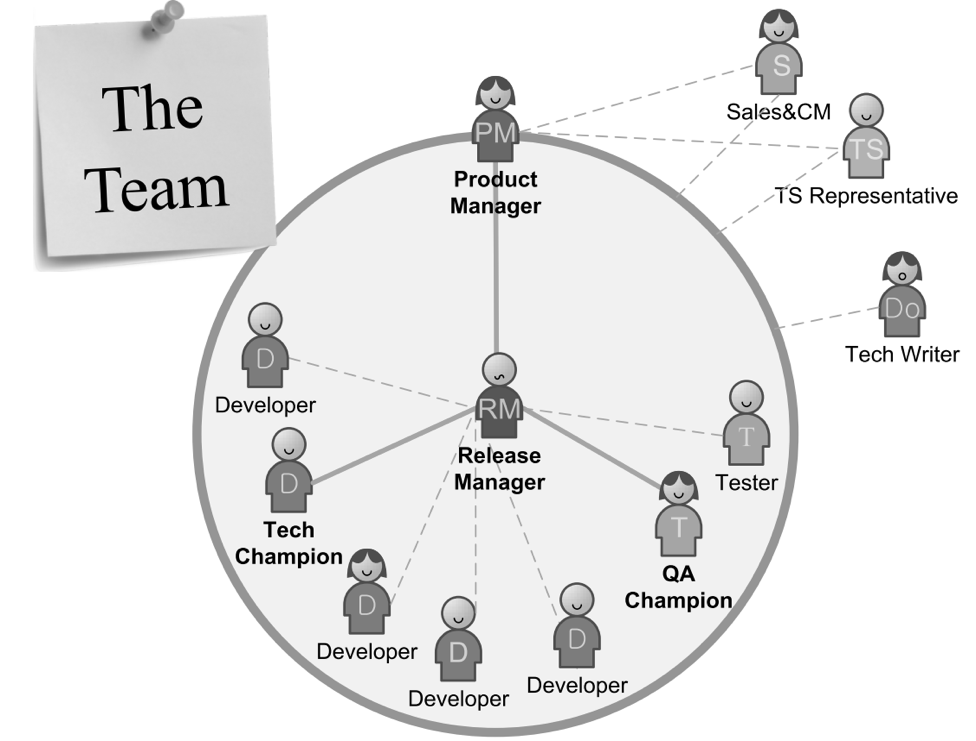 The
Team
S
Sales&CM
PM
Product
Manager
TS
TS Representative
Do
Tech Writer
D
Developer
RM
Release
Manager
T
Tester
D
Tech
Champion
T
QA
Champion
D
Developer
D
Developer
D
Developer